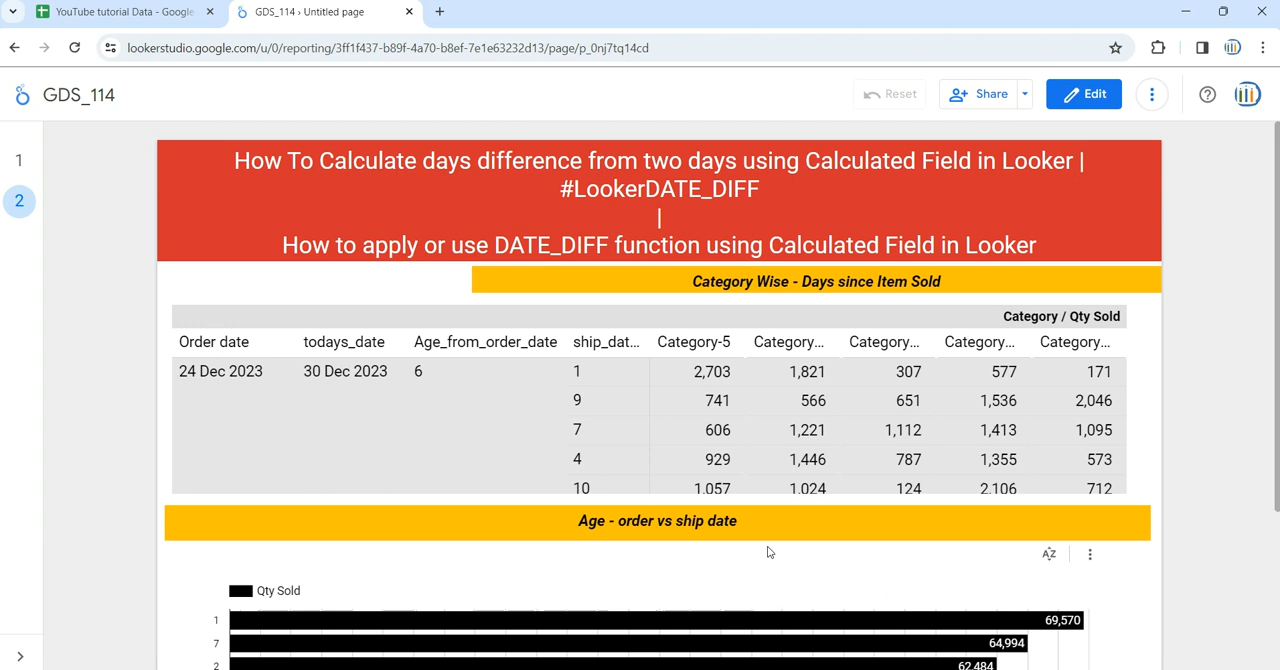 YouTube tutorial Data - Google
GDS_114 › Untitled page
lookerstudio.google.com/u/0/reporting/3ff1f437-b89f-4a70-b8ef-7e1e63232d13/page/p_0nj7tq14cd
GDS_114
Reset
Share
Edit
1
2
How To Calculate days difference from two days using Calculated Field in Looker |
#LookerDATE_DIFF
|
How to apply or use DATE_DIFF function using Calculated Field in Looker
Category Wise - Days since Item Sold
Category / Qty Sold
Order date todays_date Age_from_order_date ship_dat... Category-5 Category... Category... Category... Category...
24 Dec 2023 30 Dec 2023 6 1 2,703 1,821 307 577 171
9 741 566 651 1,536 2,046
7 606 1,221 1,112 1,413 1,095
4 929 1,446 787 1,355 573
10 1,057 1,024 124 2,106 712
Age - order vs ship date
AZ
Qty Sold
1 69,570
7 64,994
2 62,484